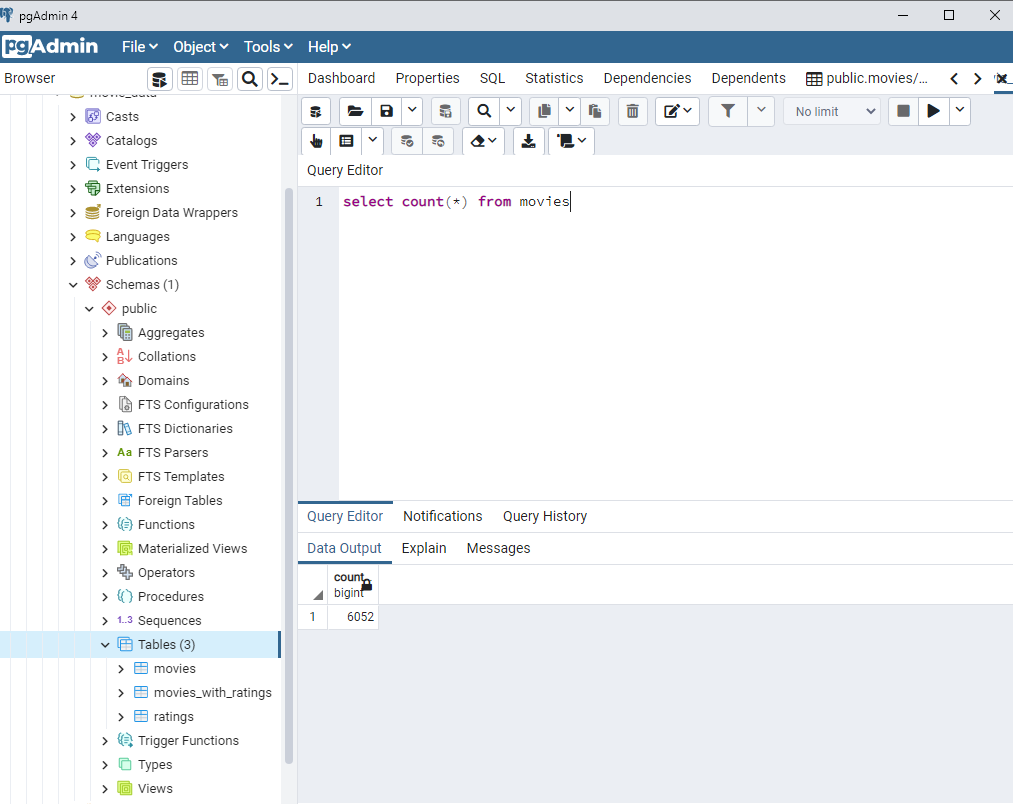 pgAdmin 4
pgAdmin File Object Tools Help
Browser
Dashboard Properties SQL Statistics Dependencies Dependents public.movies/...
movie_data
Casts
Catalogs
Event Triggers
Extensions
Foreign Data Wrappers
Languages
Publications
Schemas (1)
public
Aggregates
Collations
Domains
FTS Configurations
FTS Dictionaries
Aa FTS Parsers
FTS Templates
Foreign Tables
Functions
Materialized Views
Operators
Procedures
1..3 Sequences
Tables (3)
movies
movies_with_ratings
ratings
Trigger Functions
Types
Views
No limit
Query Editor
1 select count(*) from movies
Query Editor Notifications Query History
Data Output Explain Messages
count
bigint
1 6052